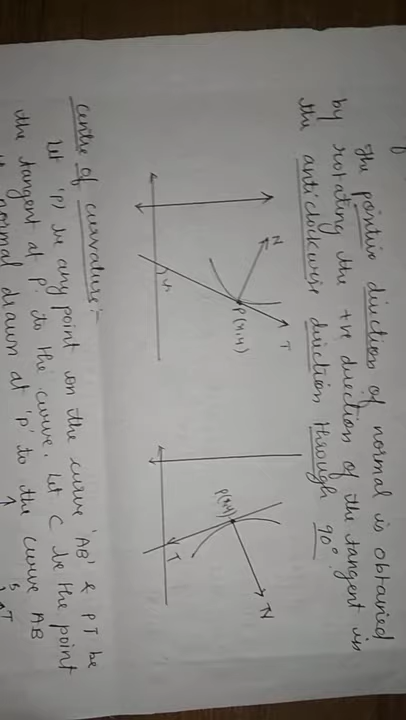 The positive direction of normal is obtained
by rotating the +ve direction of the tangent is
the anticlockwise direction through 90°.
N
T
P(x,y)
ψ
P(x,y)
N
T
Centre of curvature:-
Let 'P' be any point on the curve 'AB' & PT be
the tangent at P. to the curve. Let C be the point
normal drawn at 'P' to the curve AB
T